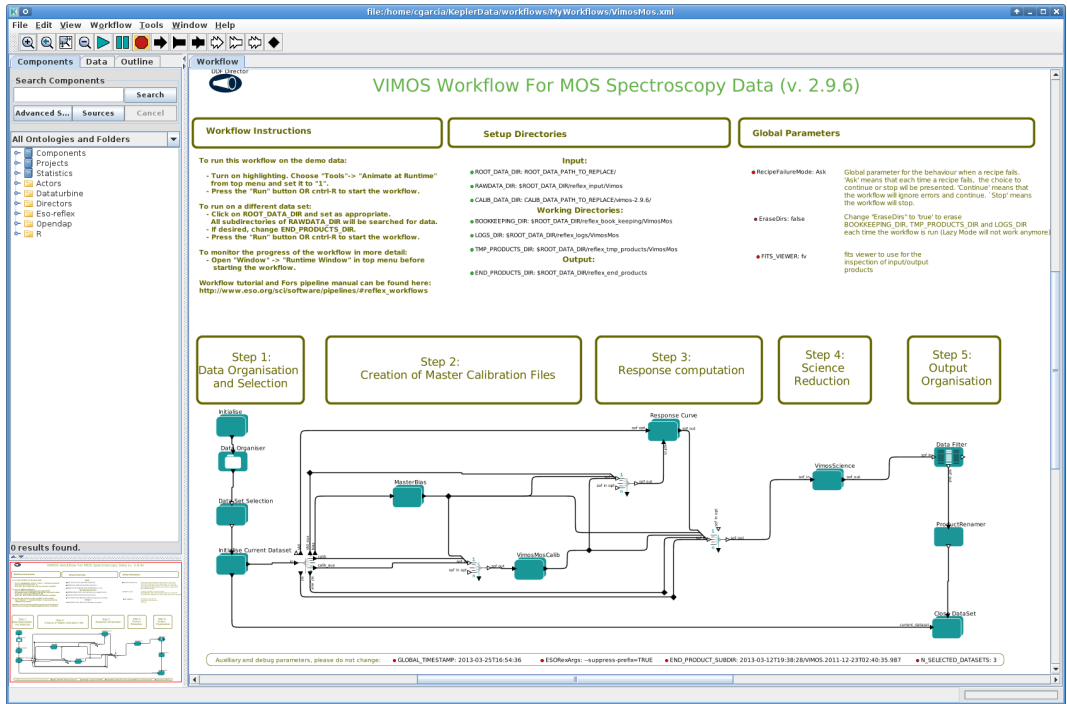 file:/home/cgarcia/KeplerData/workflows/MyWorkflows/VimosMos.xml
File Edit View Workflow Tools Window Help
Components Data Outline
Workflow
Search Components
Search
Advanced S... Sources Cancel
All Ontologies and Folders
Components
Projects
Statistics
Actors
Dataturbine
Directors
Eso-reflex
Opendap
R
0 results found.
DDF Director
VIMOS Workflow For MOS Spectroscopy Data (v. 2.9.6)
Workflow Instructions
To run this workflow on the demo data:
- Turn on highlighting. Choose "Tools"-> "Animate at Runtime"
from top menu and set it to "1".
- Press the "Run" button OR cntrl-R to start the workflow.
To run on a different data set:
- Click on ROOT_DATA_DIR and set as appropriate.
All subdirectories of RAWDATA_DIR will be searched for data.
- If desired, change END_PRODUCTS_DIR.
- Press the "Run" button OR cntrl-R to start the workflow.
To monitor the progress of the workflow in more detail:
- Open "Window" -> "Runtime Window" in top menu before
starting the workflow.
Workflow tutorial and Fors pipeline manual can be found here:
http://www.eso.org/sci/software/pipelines/#reflex_workflows
Setup Directories
Input:
ROOT_DATA_DIR: ROOT_DATA_PATH_TO_REPLACE/
RAWDATA_DIR: $ROOT_DATA_DIR/reflex_input/Vimos
CALIB_DATA_DIR: CALIB_DATA_PATH_TO_REPLACE/vimos-2.9.6/
Working Directories:
BOOKKEEPING_DIR: $ROOT_DATA_DIR/reflex_book_keeping/VimosMos
LOGS_DIR: $ROOT_DATA_DIR/reflex_logs/VimosMos
TMP_PRODUCTS_DIR: $ROOT_DATA_DIR/reflex_tmp_products/VimosMos
Output:
END_PRODUCTS_DIR: $ROOT_DATA_DIR/reflex_end_products
Global Parameters
RecipeFailureMode: Ask
Global parameter for the behaviour when a recipe fails.
'Ask' means that each time a recipe fails, the choice to
continue or stop will be presented. 'Continue' means that
the workflow will ignore errors and continue. 'Stop' means
the workflow will stop.
EraseDirs: false
Change "EraseDirs" to 'true' to erase
BOOKKEEPING_DIR, TMP_PRODUCTS_DIR and LOGS_DIR
each time the workflow is run (Lazy Mode will not work anymore)
FITS_VIEWER: fv
fits viewer to use for the
inspection of input/output
products
Step 1:
Data Organisation
and Selection
Step 2:
Creation of Master Calibration Files
Step 3:
Response computation
Step 4:
Science
Reduction
Step 5:
Output
Organisation
Initialise
Data Organiser
Data Set Selection
Initialise Current Dataset
MasterBias
VimosMosCalib
Response Curve
VimosScience
Data Filter
ProductRenamer
Close DataSet
current_dataset
Auxiliary and debug parameters, please do not change:
GLOBAL_TIMESTAMP: 2013-03-25T16:54:36
ESORexArgs: --suppress-prefix=TRUE
END_PRODUCT_SUBDIR: 2013-03-12T19:38:28/VIMOS.2011-12-23T02:40:35.987
N_SELECTED_DATASETS: 3